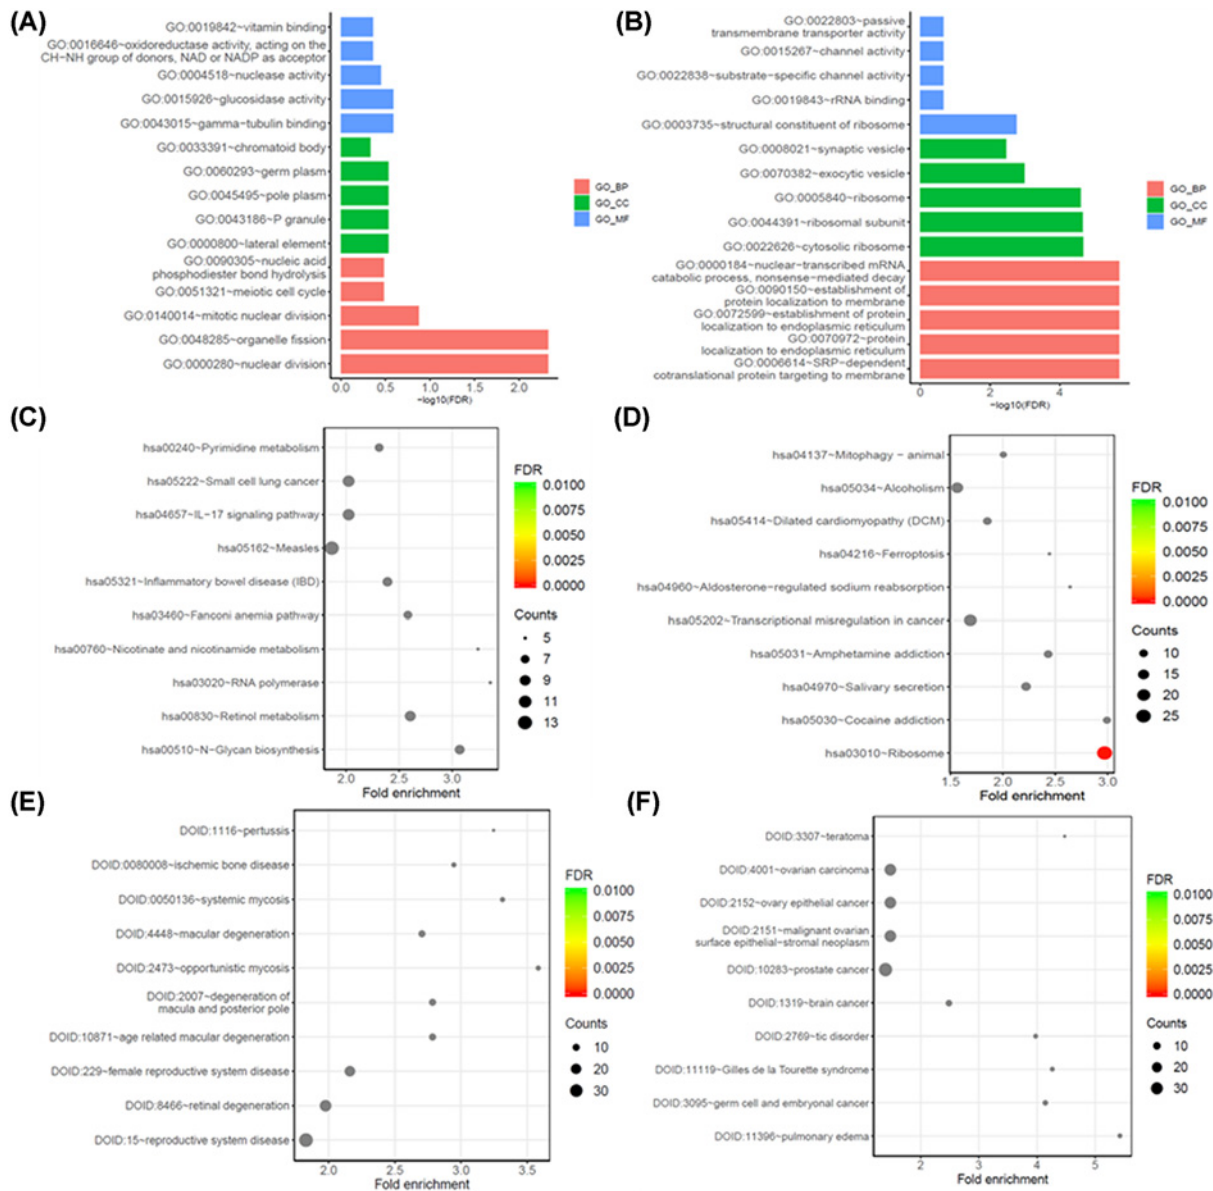 (A)
GO:0019842~vitamin binding
GO:0016646~oxidoreductase activity, acting on the
CH−NH group of donors, NAD or NADP as acceptor
GO:0004518~nuclease activity
GO:0015926~glucosidase activity
GO:0043015~gamma−tubulin binding
GO:0033391~chromatoid body
GO:0060293~germ plasm
GO:0045495~pole plasm
GO:0043186~P granule
GO:0000800~lateral element
GO:0090305~nucleic acid
phosphodiester bond hydrolysis
GO:0051321~meiotic cell cycle
GO:0140014~mitotic nuclear division
GO:0048285~organelle fission
GO:0000280~nuclear division
0.0 0.5 1.0 1.5 2.0
−log10(FDR)
GO_BP
GO_CC
GO_MF
(B)
GO:0022803~passive
transmembrane transporter activity
GO:0015267~channel activity
GO:0022838~substrate−specific channel activity
GO:0019843~rRNA binding
GO:0003735~structural constituent of ribosome
GO:0008021~synaptic vesicle
GO:0070382~exocytic vesicle
GO:0005840~ribosome
GO:0044391~ribosomal subunit
GO:0022626~cytosolic ribosome
GO:0000184~nuclear−transcribed mRNA
catabolic process, nonsense−mediated decay
GO:0090150~establishment of
protein localization to membrane
GO:0072599~establishment of protein
localization to endoplasmic reticulum
GO:0070972~protein
localization to endoplasmic reticulum
GO:0006614~SRP−dependent
cotranslational protein targeting to membrane
0 2 4
−log10(FDR)
GO_BP
GO_CC
GO_MF
(C)
hsa00240~Pyrimidine metabolism
hsa05222~Small cell lung cancer
hsa04657~IL−17 signaling pathway
hsa05162~Measles
hsa05321~Inflammatory bowel disease (IBD)
hsa03460~Fanconi anemia pathway
hsa00760~Nicotinate and nicotinamide metabolism
hsa03020~RNA polymerase
hsa00830~Retinol metabolism
hsa00510~N−Glycan biosynthesis
2.0 2.5 3.0
Fold enrichment
FDR
0.0100
0.0075
0.0050
0.0025
0.0000
Counts
5
7
9
11
13
(D)
hsa04137~Mitophagy − animal
hsa05034~Alcoholism
hsa05414~Dilated cardiomyopathy (DCM)
hsa04216~Ferroptosis
hsa04960~Aldosterone−regulated sodium reabsorption
hsa05202~Transcriptional misregulation in cancer
hsa05031~Amphetamine addiction
hsa04970~Salivary secretion
hsa05030~Cocaine addiction
hsa03010~Ribosome
1.5 2.0 2.5 3.0
Fold enrichment
FDR
0.0100
0.0075
0.0050
0.0025
0.0000
Counts
10
15
20
25
(E)
DOID:1116~pertussis
DOID:0080008~ischemic bone disease
DOID:0050136~systemic mycosis
DOID:4448~macular degeneration
DOID:2473~opportunistic mycosis
DOID:2007~degeneration of
macula and posterior pole
DOID:10871~age related macular degeneration
DOID:229~female reproductive system disease
DOID:8466~retinal degeneration
DOID:15~reproductive system disease
2.0 2.5 3.0 3.5
Fold enrichment
FDR
0.0100
0.0075
0.0050
0.0025
0.0000
Counts
10
20
30
(F)
DOID:3307~teratoma
DOID:4001~ovarian carcinoma
DOID:2152~ovary epithelial cancer
DOID:2151~malignant ovarian
surface epithelial−stromal neoplasm
DOID:10283~prostate cancer
DOID:1319~brain cancer
DOID:2769~tic disorder
DOID:11119~Gilles de la Tourette syndrome
DOID:3095~germ cell and embryonal cancer
DOID:11396~pulmonary edema
2 3 4 5
Fold enrichment
FDR
0.0100
0.0075
0.0050
0.0025
0.0000
Counts
10
20
30